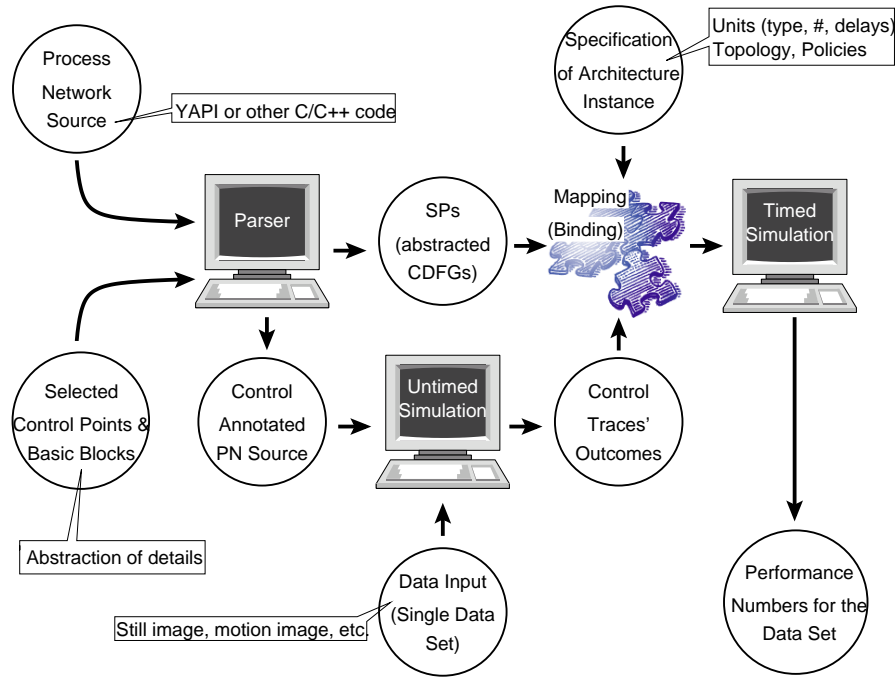 Process
Network
Source
YAPI or other C/C++ code
Specification
of Architecture
Instance
Units (type, #, delays)
Topology, Policies
Parser
SPs
(abstracted
CDFGs)
Mapping
(Binding)
Timed
Simulation
Selected
Control Points &
Basic Blocks
Abstraction of details
Control
Annotated
PN Source
Untimed
Simulation
Control
Traces’
Outcomes
Data Input
(Single Data
Set)
Still image, motion image, etc.
Performance
Numbers for the
Data Set